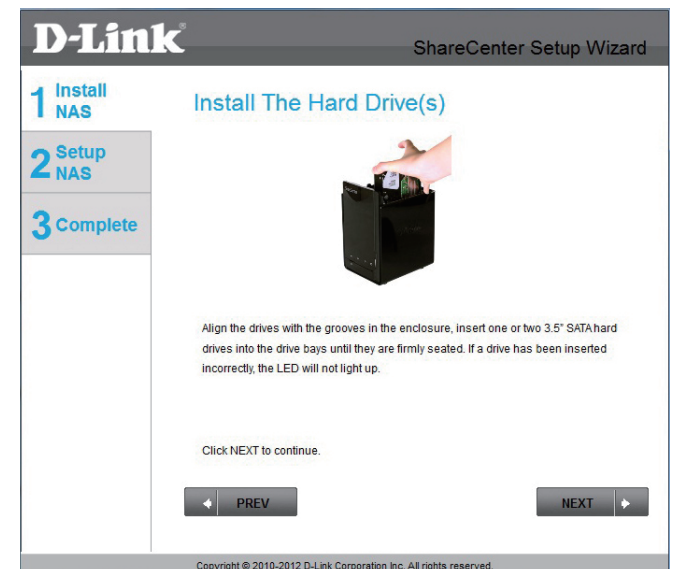 D-Link
ShareCenter Setup Wizard
1 Install
NAS
2 Setup
NAS
3 Complete
Install The Hard Drive(s)
Align the drives with the grooves in the enclosure, insert one or two 3.5" SATA hard
drives into the drive bays until they are firmly seated. If a drive has been inserted
incorrectly, the LED will not light up.
Click NEXT to continue.
PREV
NEXT
Copyright © 2010-2012 D-Link Corporation Inc. All rights reserved.